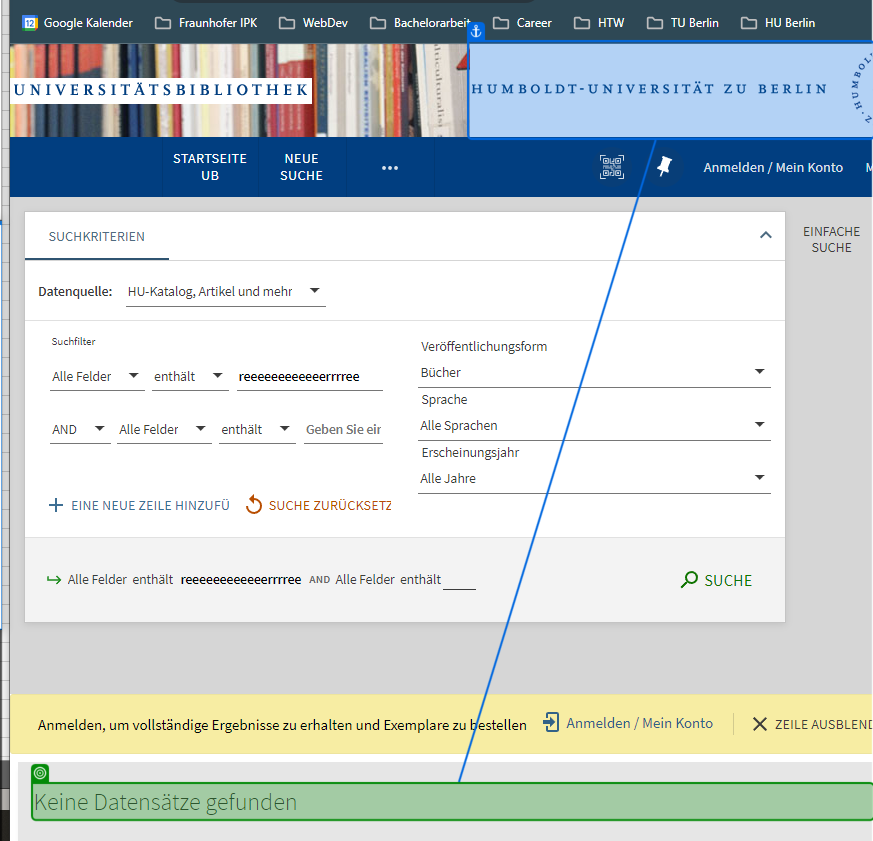 Google Kalender Fraunhofer IPK WebDev Bachelorarbeit Career HTW TU Berlin HU Berlin
UNIVERSITÄTSBIBLIOTHEK HUMBOLDT-UNIVERSITÄT ZU BERLIN
STARTSEITE UB NEUE SUCHE ••• Anmelden / Mein Konto M
SUCHKRITERIEN
EINFACHE SUCHE
Datenquelle: HU-Katalog, Artikel und mehr
Suchfilter
Alle Felder enthält reeeeeeeeeeerrrree
AND Alle Felder enthält Geben Sie ein
Veröffentlichungsform
Bücher
Sprache
Alle Sprachen
Erscheinungsjahr
Alle Jahre
EINE NEUE ZEILE HINZUFÜ SUCHE ZURÜCKSETZ
Alle Felder enthält reeeeeeeeeeerrrree AND Alle Felder enthält
SUCHE
Anmelden, um vollständige Ergebnisse zu erhalten und Exemplare zu bestellen Anmelden / Mein Konto ZEILE AUSBLEND
Keine Datensätze gefunden